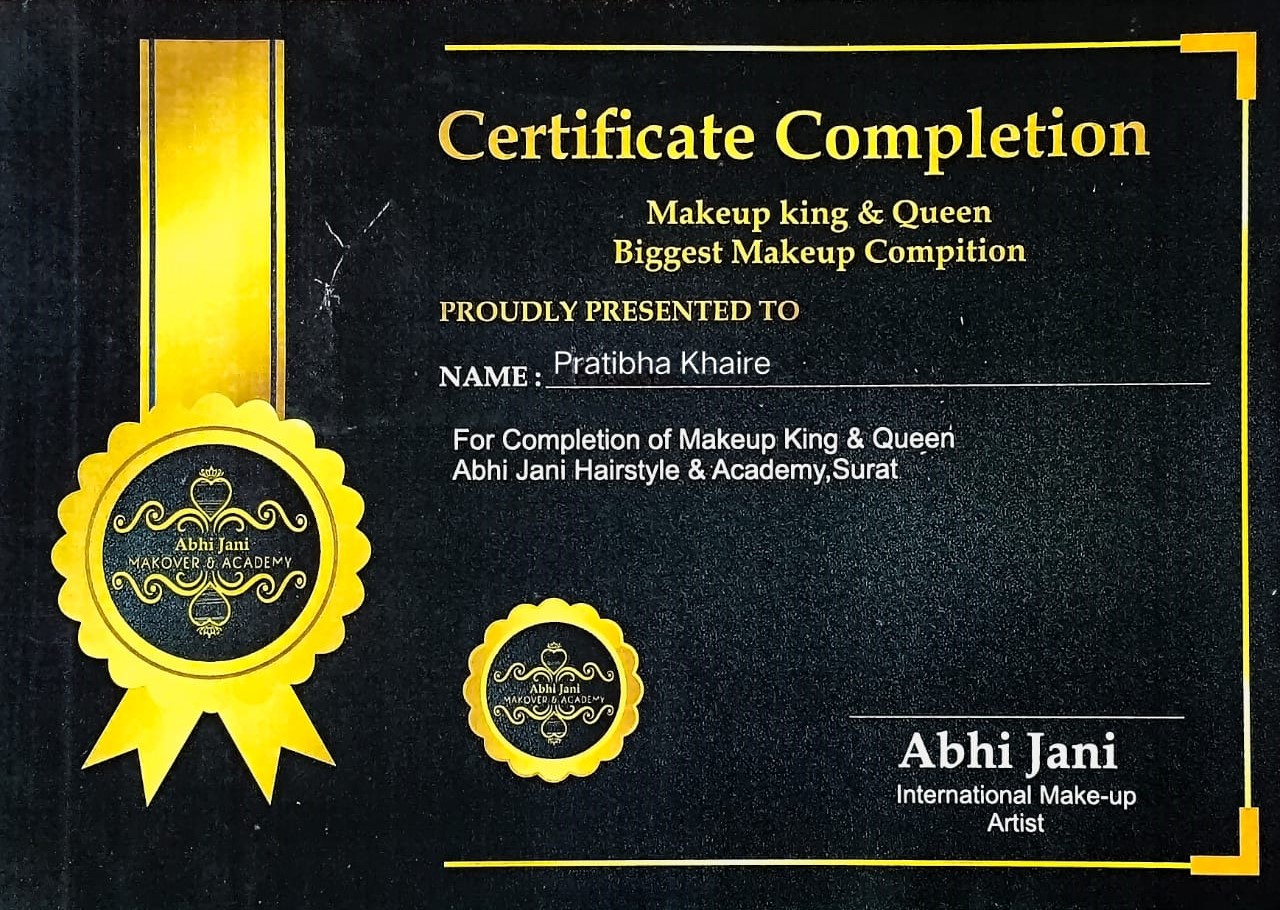 Certificate Completion
Makeup king & Queen
Biggest Makeup Compition
PROUDLY PRESENTED TO
NAME : Pratibha Khaire
For Completion of Makeup King & Queen
Abhi Jani Hairstyle & Academy,Surat
Abhi Jani
MAKOVER & ACADEMY
Abhi Jani
MAKOVER & ACADEMY
Abhi Jani
International Make-up
Artist